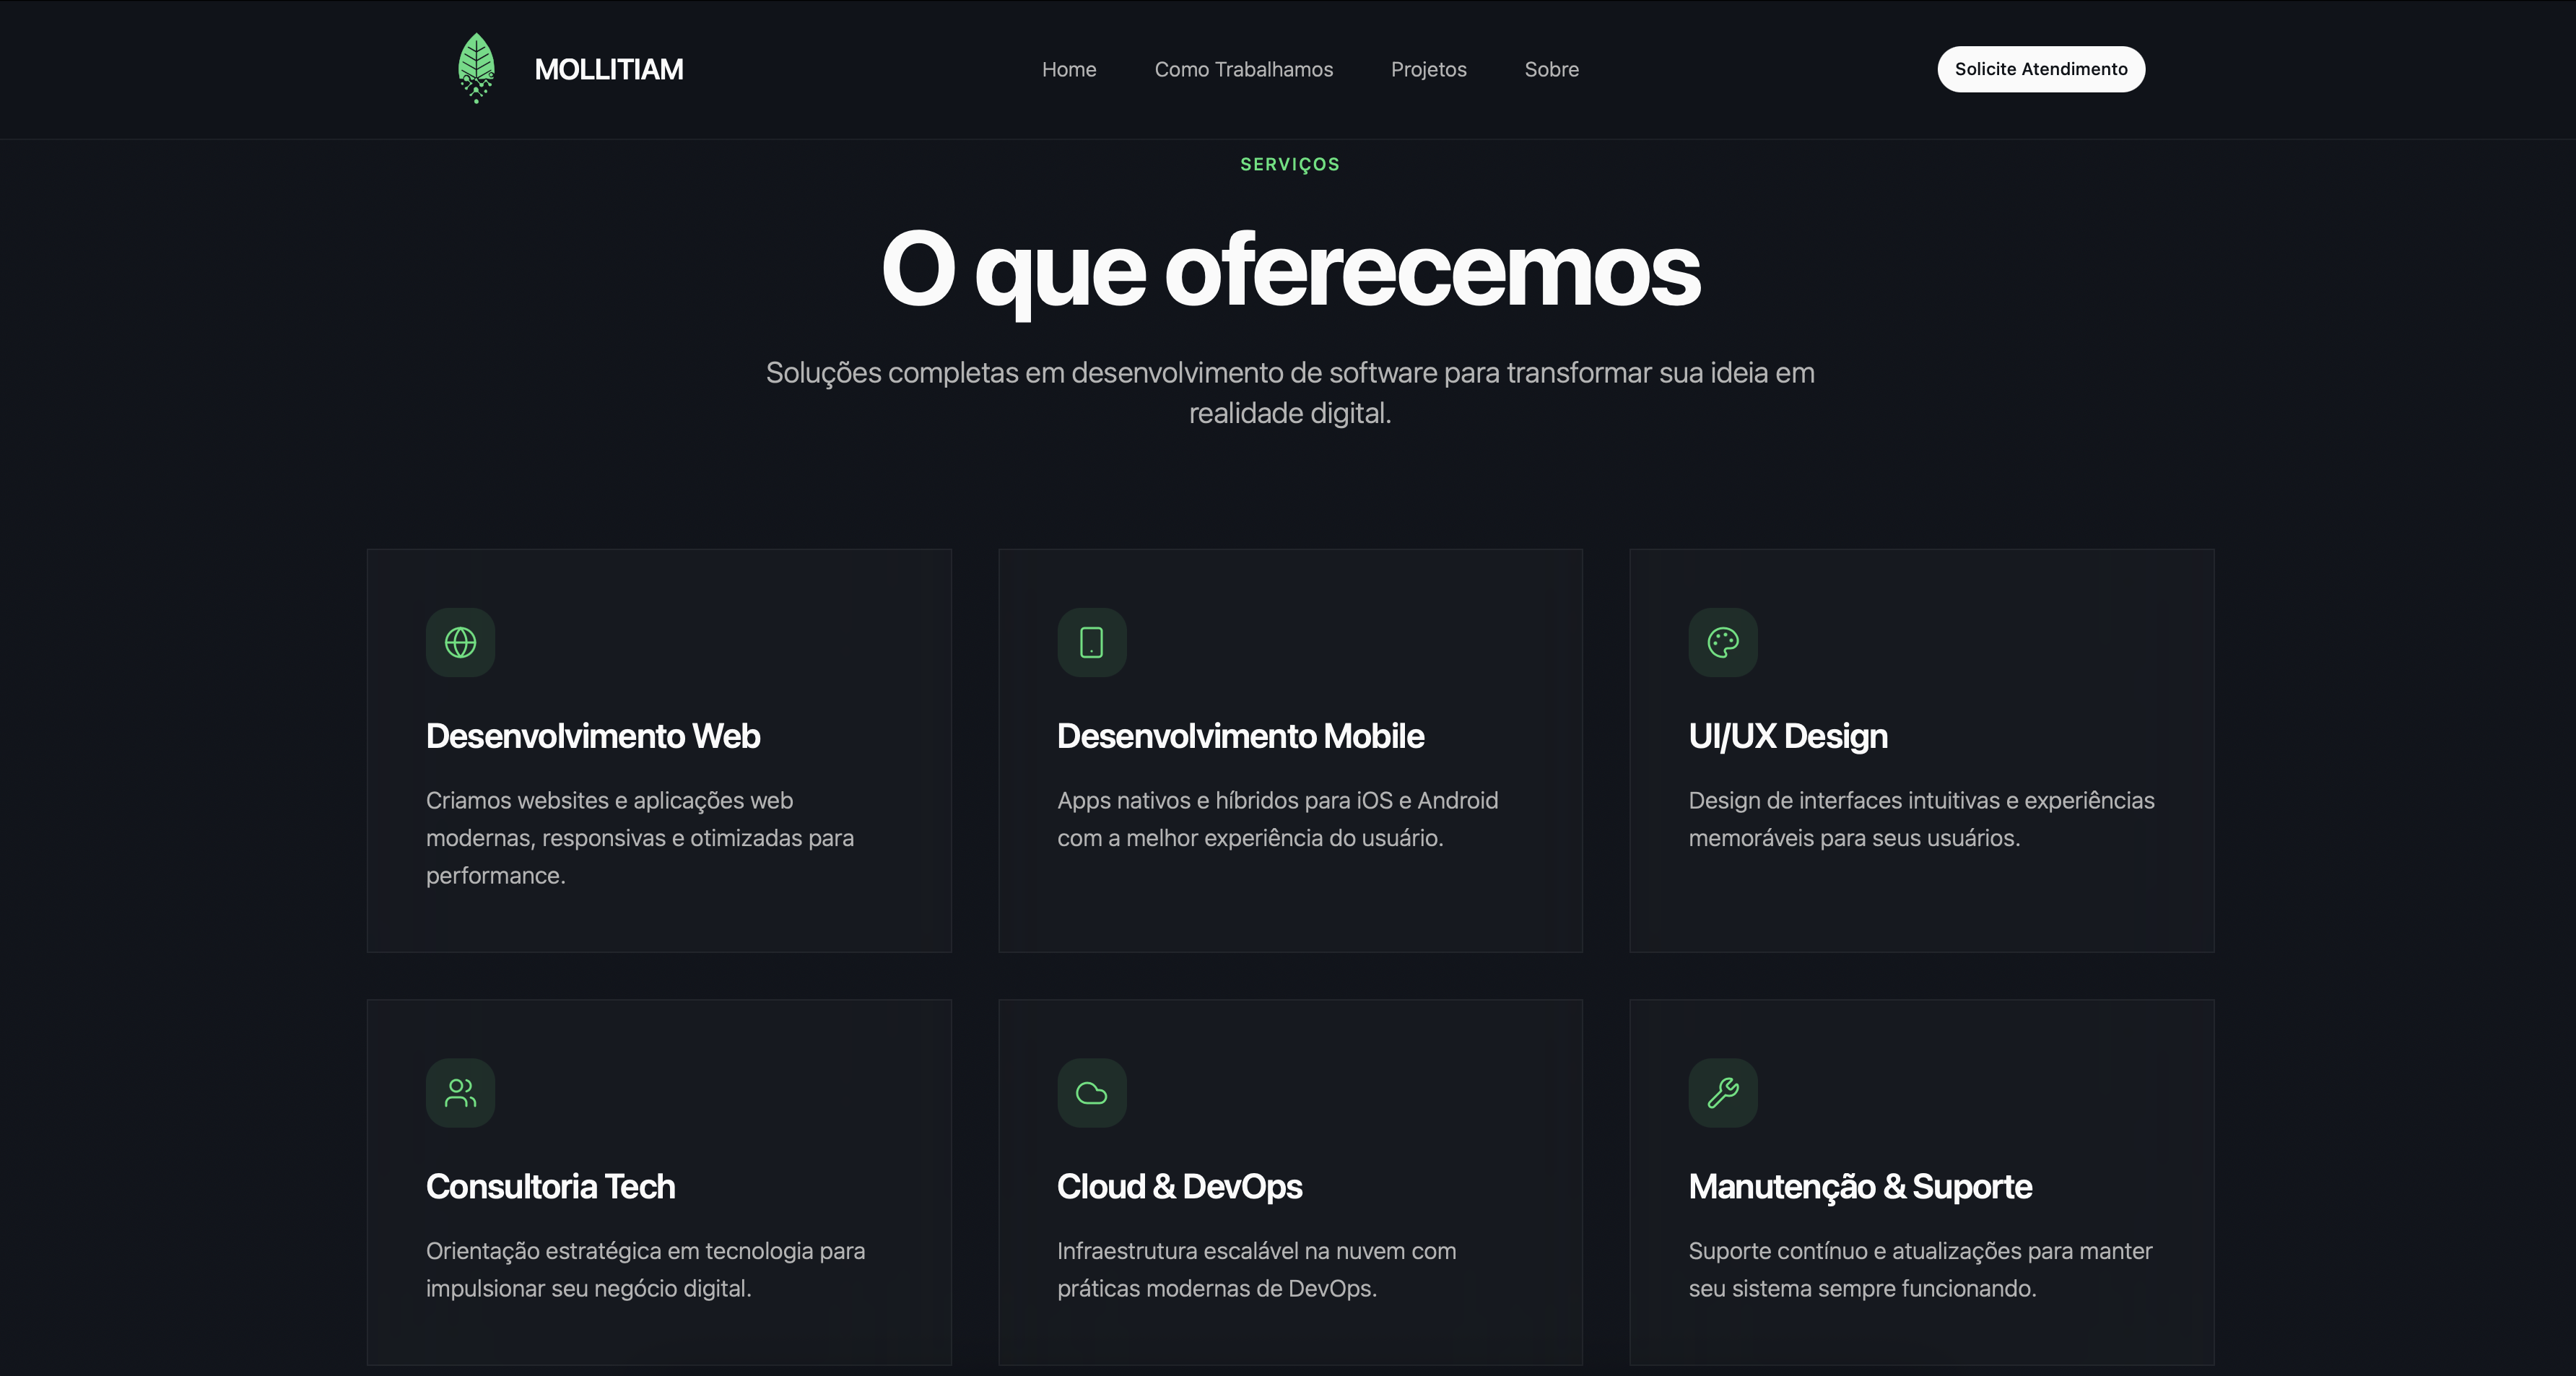 MOLLITIAM
Home
Como Trabalhamos
Projetos
Sobre
Solicite Atendimento
SERVIÇOS
O que oferecemos
Soluções completas em desenvolvimento de software para transformar sua ideia em
realidade digital.
Desenvolvimento Web
Criamos websites e aplicações web
modernas, responsivas e otimizadas para
performance.
Desenvolvimento Mobile
Apps nativos e híbridos para iOS e Android
com a melhor experiência do usuário.
UI/UX Design
Design de interfaces intuitivas e experiências
memoráveis para seus usuários.
Consultoria Tech
Orientação estratégica em tecnologia para
impulsionar seu negócio digital.
Cloud & DevOps
Infraestrutura escalável na nuvem com
práticas modernas de DevOps.
Manutenção & Suporte
Suporte contínuo e atualizações para manter
seu sistema sempre funcionando.